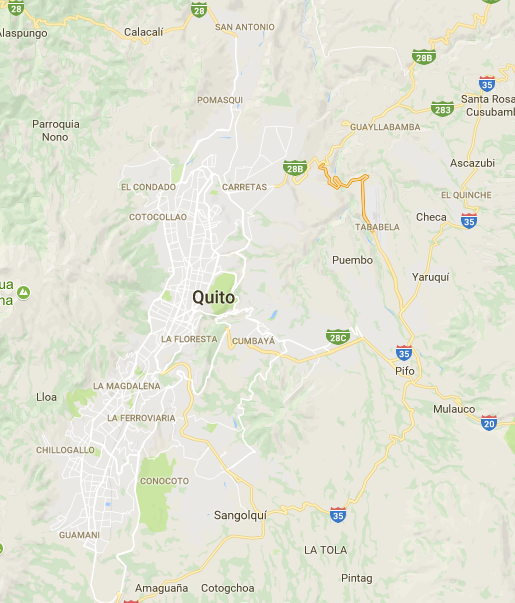 28
28
SAN ANTONIO
Calacalí
28B
35
Santa Rosa
283
Cusubamb
POMASQUI
Parroquia
Nono
GUAYLLABAMBA
Ascazubi
28B
EL CONDADO
CARRETAS
EL QUINCHE
COTOCOLLAO
Checa
35
TABABELA
Puembo
Yaruquí
Quito
28C
LA FLORESTA
CUMBAYÁ
35
Pifo
LA MAGDALENA
Lloa
Mulauco
LA FERROVIARIA
20
CHILLOGALLO
CONOCOTO
Sangolquí
35
GUAMANI
LA TOLA
Pintag
Amaguaña
Cotogchoa